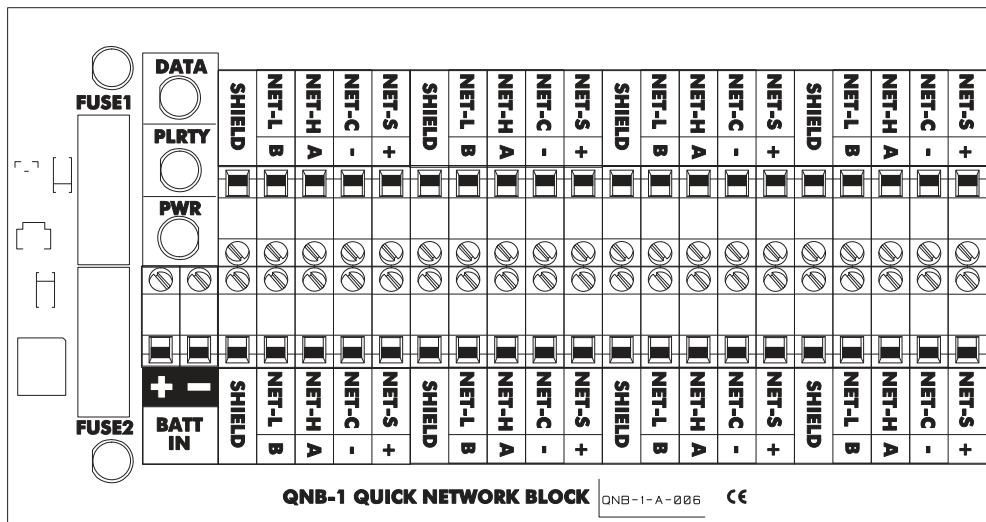 DATA
FUSE1
PLRTY
PWR
SHIELD NET-L NET-H NET-C NET-S SHIELD NET-L NET-H NET-C NET-S SHIELD NET-L NET-H NET-C NET-S SHIELD NET-L NET-H NET-C NET-S
B A - + B A - + B A - + B A - +
+ -
FUSE2
BATT
IN
SHIELD NET-L NET-H NET-C NET-S SHIELD NET-L NET-H NET-C NET-S SHIELD NET-L NET-H NET-C NET-S SHIELD NET-L NET-H NET-C NET-S
B A - + B A - + B A - + B A - +
QNB-1 QUICK NETWORK BLOCK QNB-1-A-006 CE